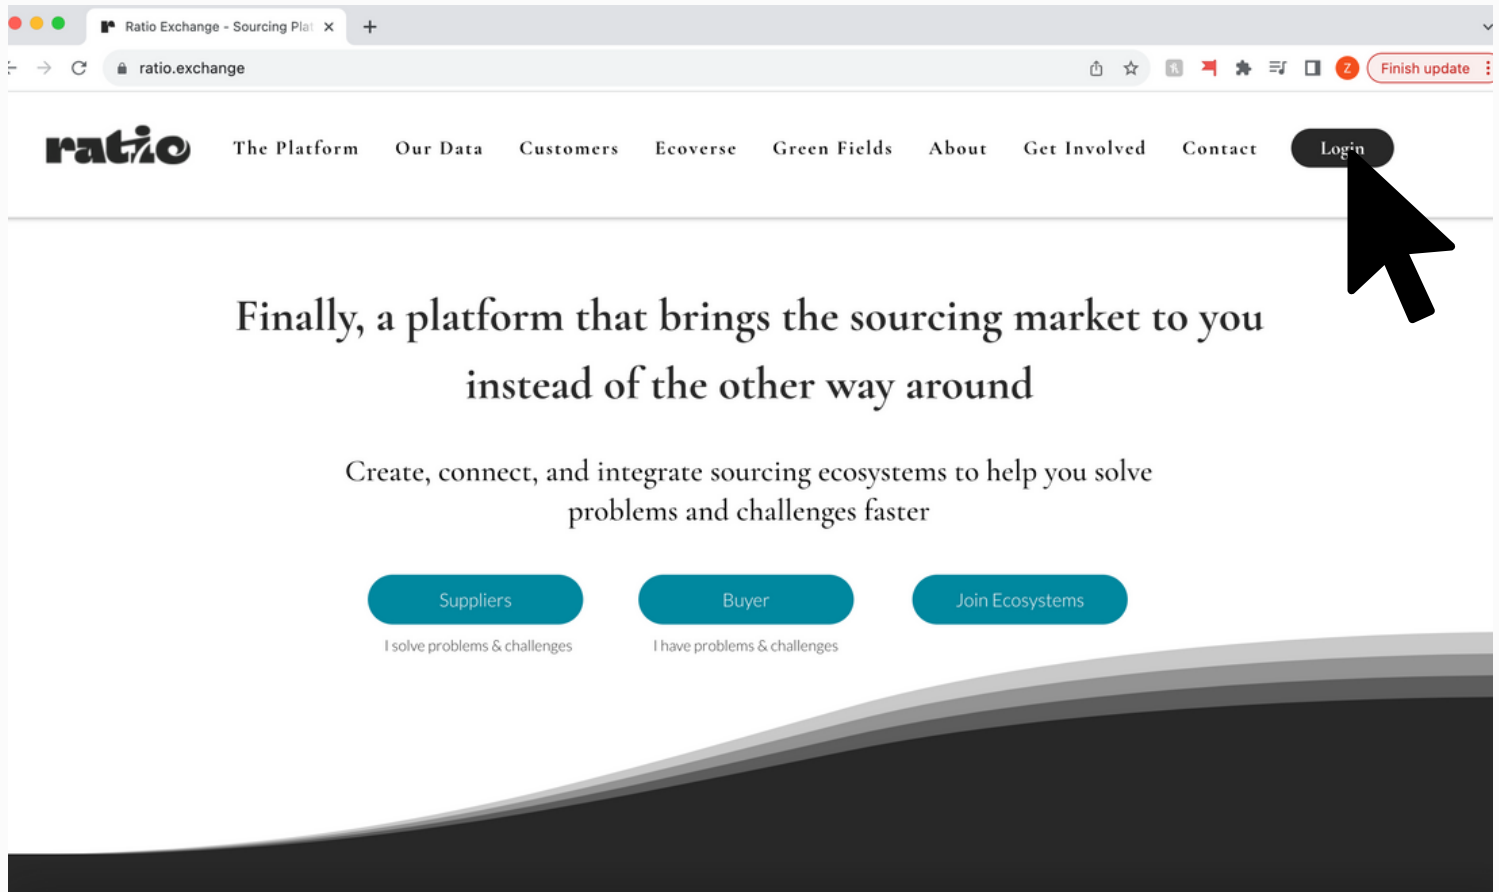 Ratio Exchange - Sourcing Pla
ratio.exchange
Z
Finish update
ratio
The Platform
Our Data
Customers
Ecoverse
Green Fields
About
Get Involved
Contact
Login
Finally, a platform that brings the sourcing market to you
instead of the other way around
Create, connect, and integrate sourcing ecosystems to help you solve
problems and challenges faster
Suppliers
Buyer
Join Ecosystems
I solve problems & challenges
I have problems & challenges